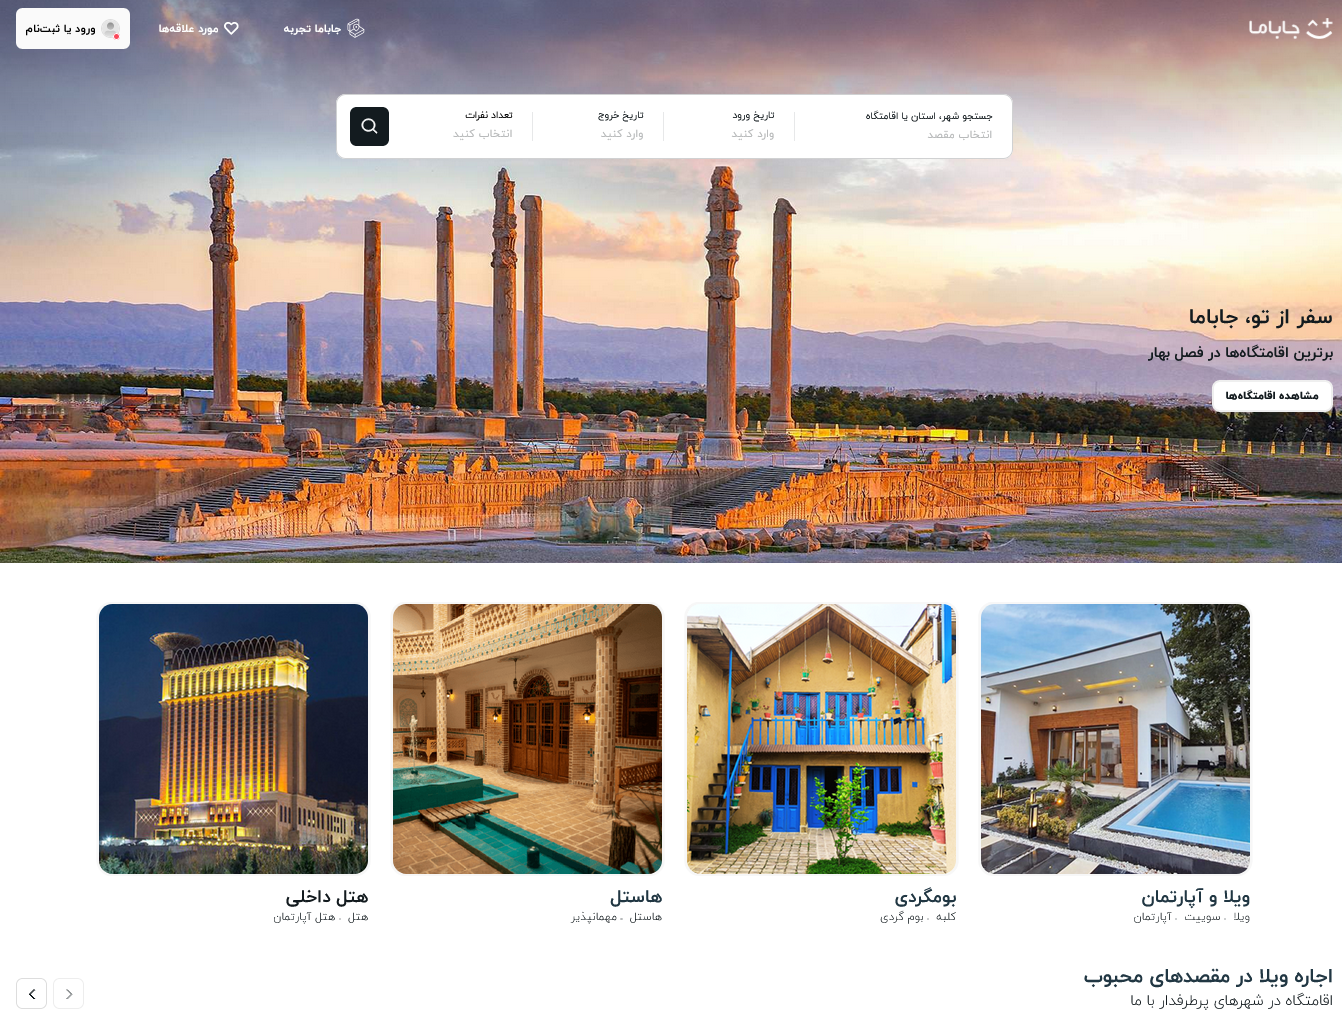 جاباما
جاباما تجربه
مورد علاقه‌ها
ورود یا ثبت‌نام
جستجو شهر، استان یا اقامتگاه
انتخاب مقصد
تاریخ ورود
وارد کنید
تاریخ خروج
وارد کنید
تعداد نفرات
انتخاب کنید
سفر از تو، جاباما
برترین اقامتگاه‌ها در فصل بهار
مشاهده اقامتگاه‌ها
ویلا و آپارتمان
ویلا . سوییت . آپارتمان
بومگردی
کلبه . بوم گردی
هاستل
هاستل . مهمانپذیر
هتل داخلی
هتل . هتل آپارتمان
اجاره ویلا در مقصدهای محبوب
اقامتگاه در شهرهای پرطرفدار با ما